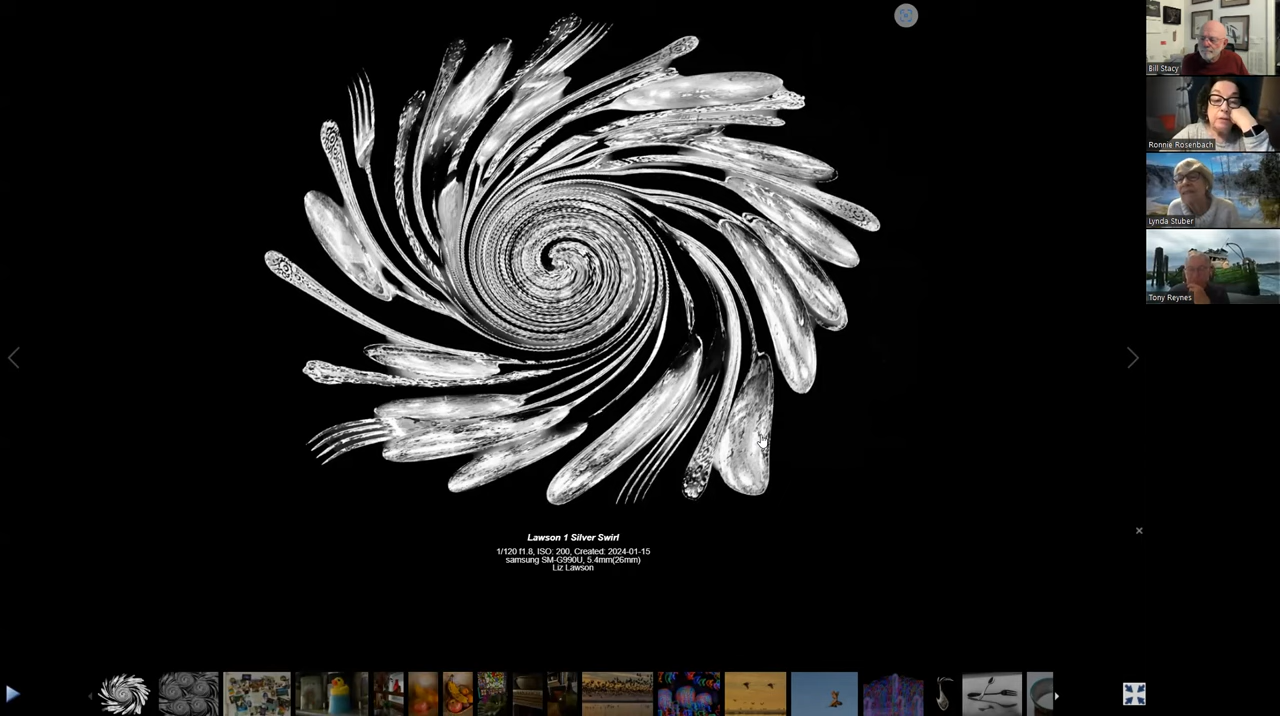 Bill Stacy
Ronnie Rosenbach
Lynda Stuber
Tony Reynes
Lawson 1 Silver Swirl
1/120 f1.8, ISO: 200, Created: 2024-01-15
samsung SM-G990U, 5.4mm(26mm)
Liz Lawson